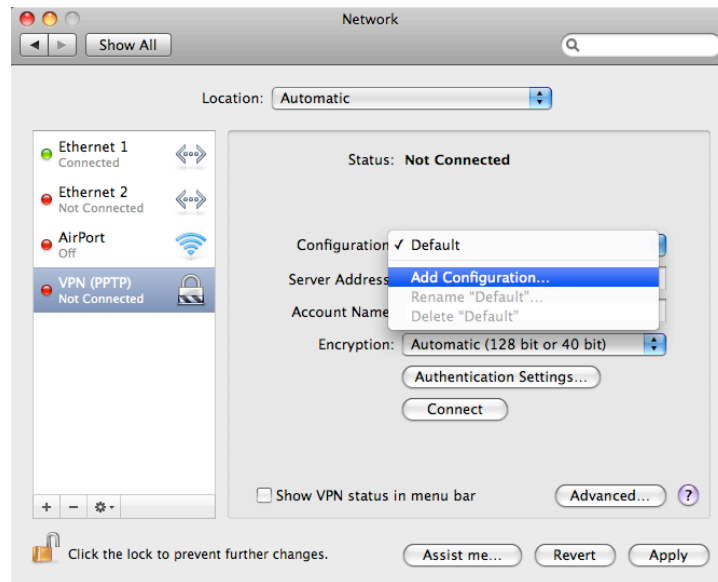 Network
Show All
Location: Automatic
Ethernet 1
Connected
Ethernet 2
Not Connected
AirPort
Off
VPN (PPTP)
Not Connected
Status: Not Connected
Configuration ✓ Default
Add Configuration...
Rename "Default"...
Delete "Default"
Server Address
Account Name
Encryption: Automatic (128 bit or 40 bit)
Authentication Settings...
Connect
Show VPN status in menu bar
Advanced... ?
Click the lock to prevent further changes.
Assist me... Revert Apply